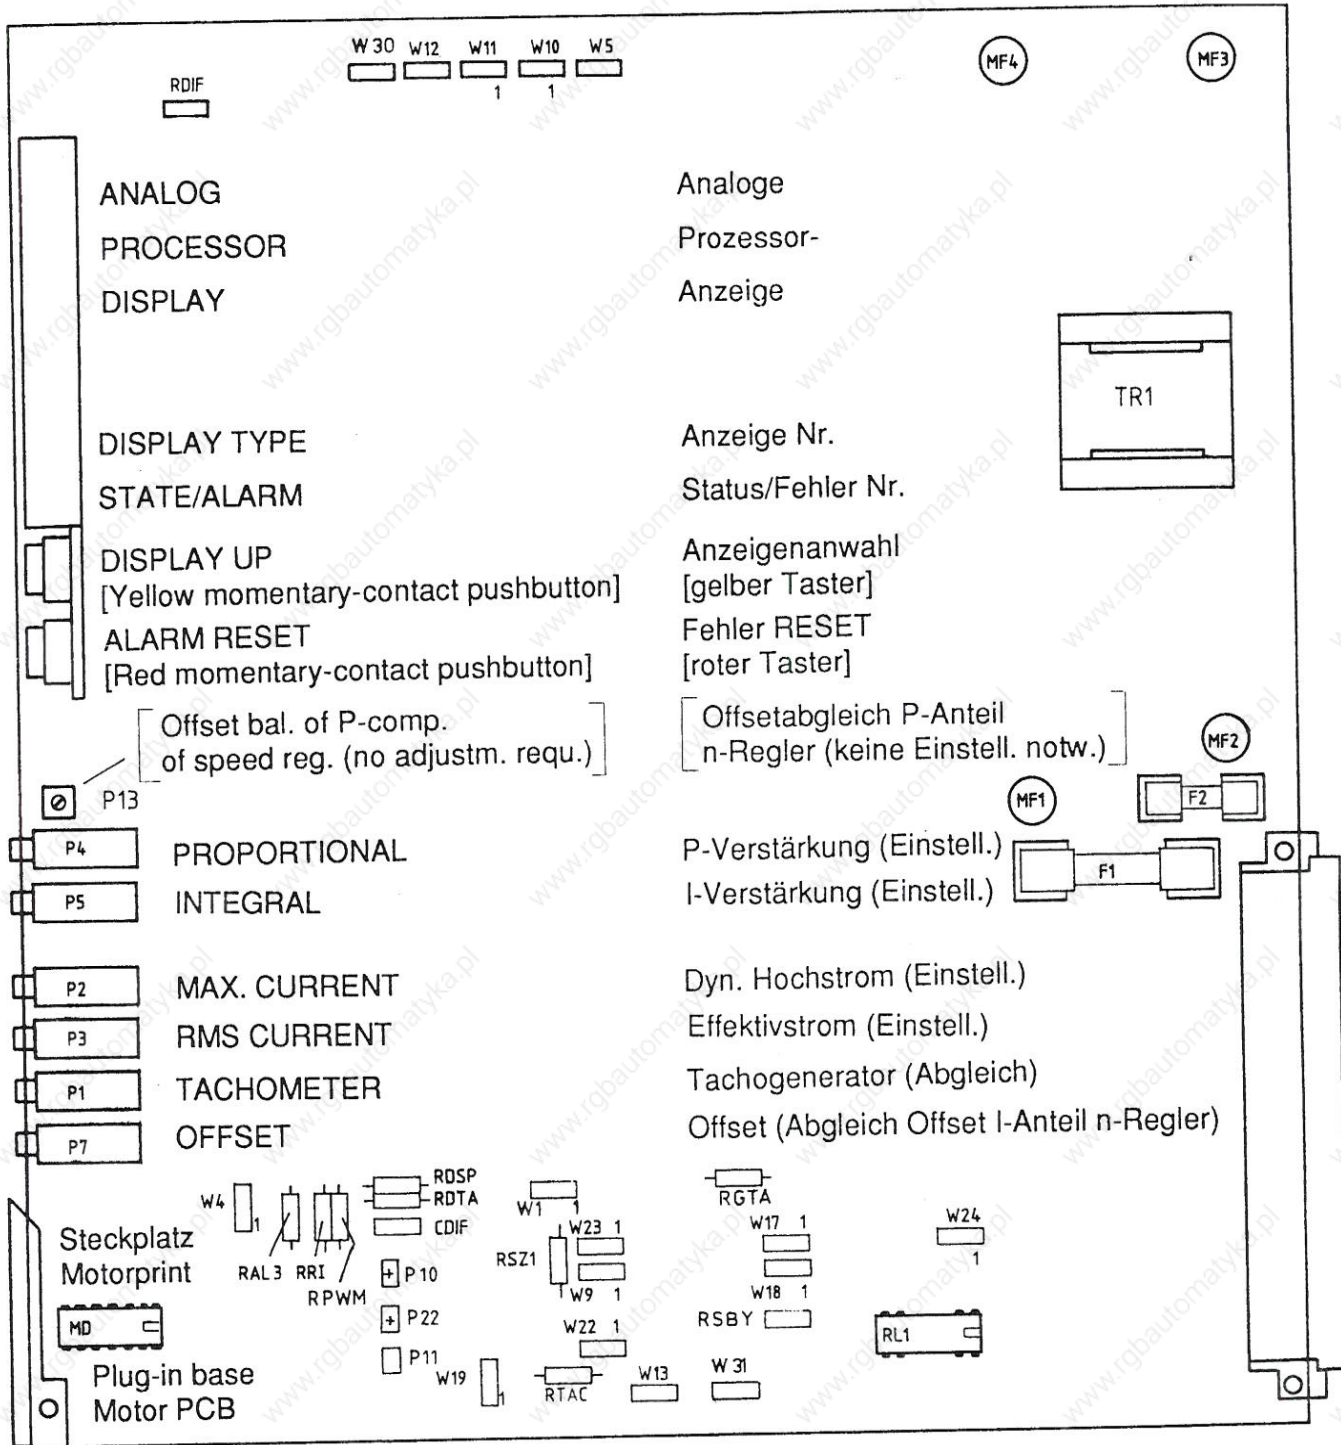 W 30 W12 W11 W10 W5
1 1
RDIF
MF4 MF3
ANALOG
Analoge
PROCESSOR
Prozessor-
DISPLAY
Anzeige
TR1
DISPLAY TYPE
Anzeige Nr.
STATE/ALARM
Status/Fehler Nr.
DISPLAY UP
[Yellow momentary-contact pushbutton]
Anzeigenanwahl
[gelber Taster]
ALARM RESET
[Red momentary-contact pushbutton]
Fehler RESET
[roter Taster]
Offset bal. of P-comp.
of speed reg. (no adjustm. requ.)
Offsetabgleich P-Anteil
n-Regler (keine Einstell. notw.)
MF2
P13
MF1
F2
P4 PROPORTIONAL
P-Verstärkung (Einstell.)
F1
P5 INTEGRAL
I-Verstärkung (Einstell.)
P2 MAX. CURRENT
Dyn. Hochstrom (Einstell.)
P3 RMS CURRENT
Effektivstrom (Einstell.)
P1 TACHOMETER
Tachogenerator (Abgleich)
P7 OFFSET
Offset (Abgleich Offset I-Anteil n-Regler)
RDSP
RDTA
CDIF
W4
1
W1 1
RGTA
W23 1
W17 1
W24
1
Steckplatz
Motorprint
RAL3 RRI
RPWM
P10
RSZ1
W9 1
W18 1
MD
P22
W22 1
RSBY
RL1
P11
Plug-in base
Motor PCB
W19
1
RTAC
W13
W 31
www.rgbautomatyka.pl